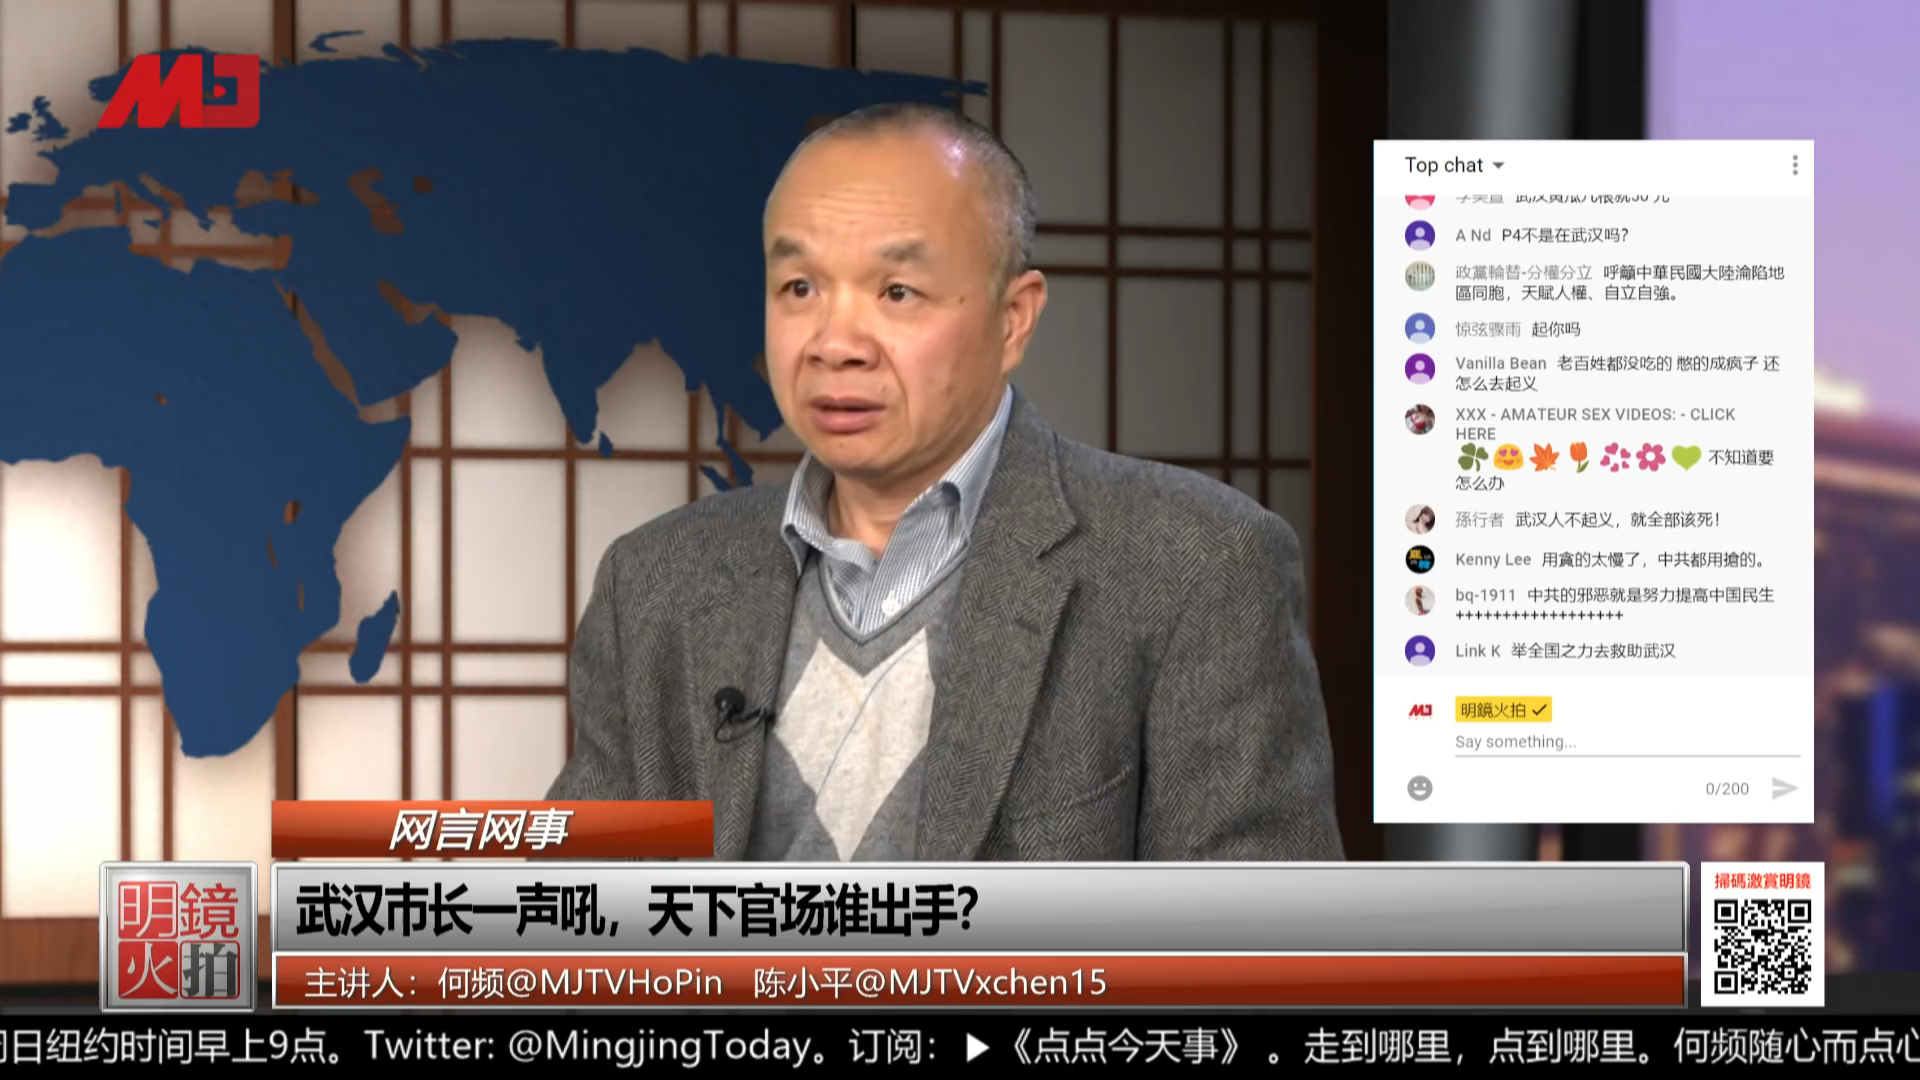 MJ
Top chat
A Nd P4不是在武汉吗?
政黨輪替-分權分立 呼籲中華民國大陸淪陷地
區同胞，天賦人權、自立自強。
惊弦骤雨 起你吗
Vanilla Bean 老百姓都没吃的 憋的成疯子 还
怎么去起义
XXX - AMATEUR SEX VIDEOS: - CLICK
HERE
不知道要
怎么办
孫行者 武汉人不起义，就全部该死!
Kenny Lee 用貪的太慢了，中共都用搶的。
bq-1911 中共的邪恶就是努力提高中国民生
++++++++++++++++++
Link K 举全国之力去救助武汉
明鏡火拍
Say something...
0/200
网言网事
明鏡
火拍
武汉市长一声吼，天下官场谁出手?
主讲人：何频@MJTVHoPin 陈小平@MJTVxchen15
掃碼激賞明鏡
日纽约时间早上9点。Twitter: @MingjingToday。订阅：▶《点点今天事》。走到哪里，点到哪里。何频随心而点